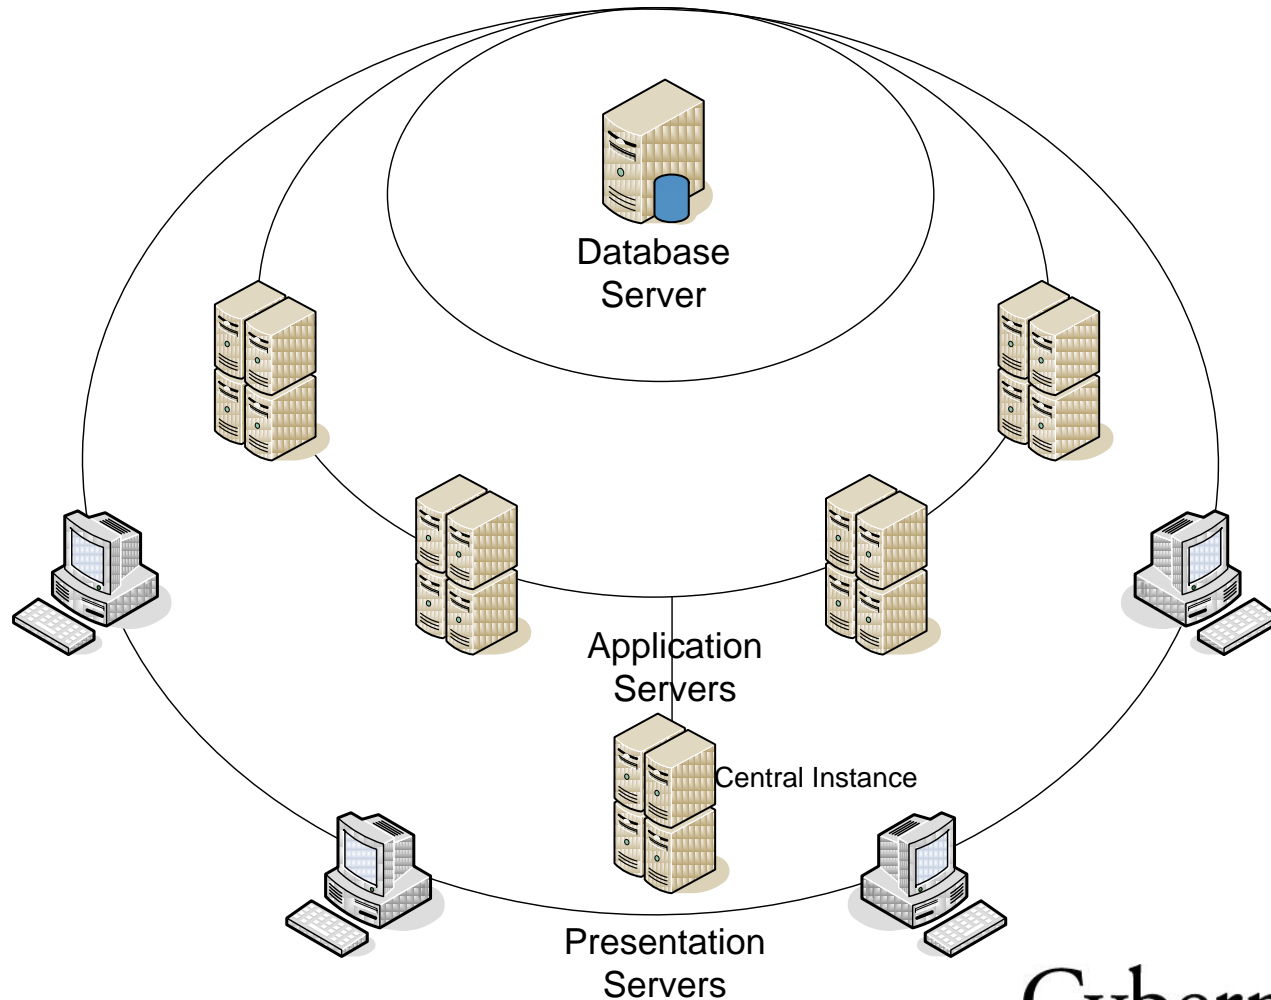 Database
Server
Application
Servers
Central Instance
Presentation
Servers